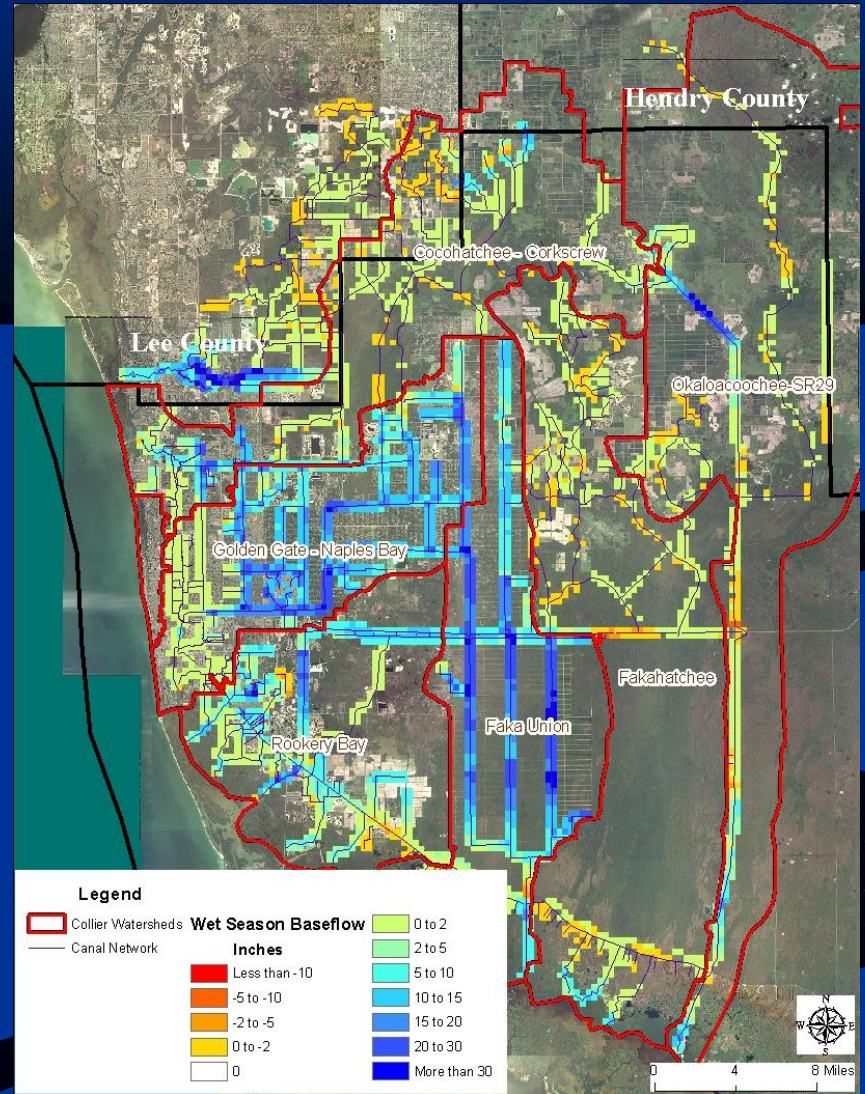 Hendry County
Cocohatchee - Corkscrew
Lee County
Okaloacoochee-SR29
Golden Gate - Naples Bay
Fakahatchee
Faka Union
Rookery Bay
Legend
Collier Watersheds
Canal Network
Wet Season Baseflow
Inches
Less than -10
-5 to -10
-2 to -5
0 to -2
0
0 to 2
2 to 5
5 to 10
10 to 15
15 to 20
20 to 30
More than 30
N
W E
S
0 4 8 Miles